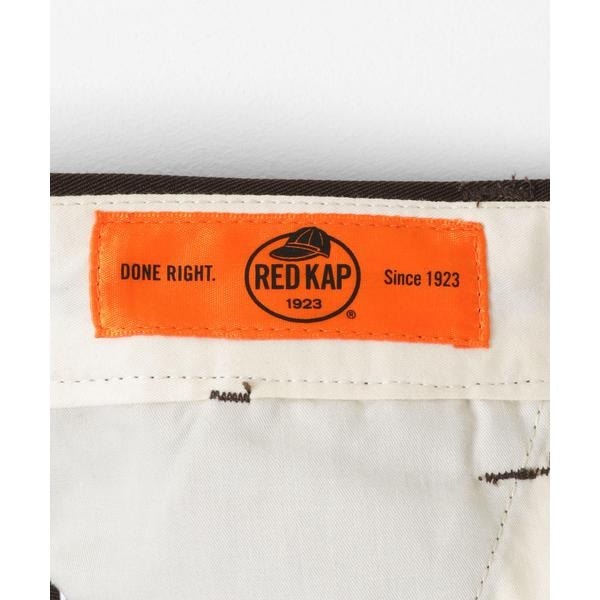 DONE RIGHT.
RED KAP
1923
®
Since 1923